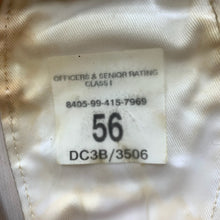 OFFICERS & SENIOR RATING
CLASS I
8405-99-415-7969
56
DC3B/3506